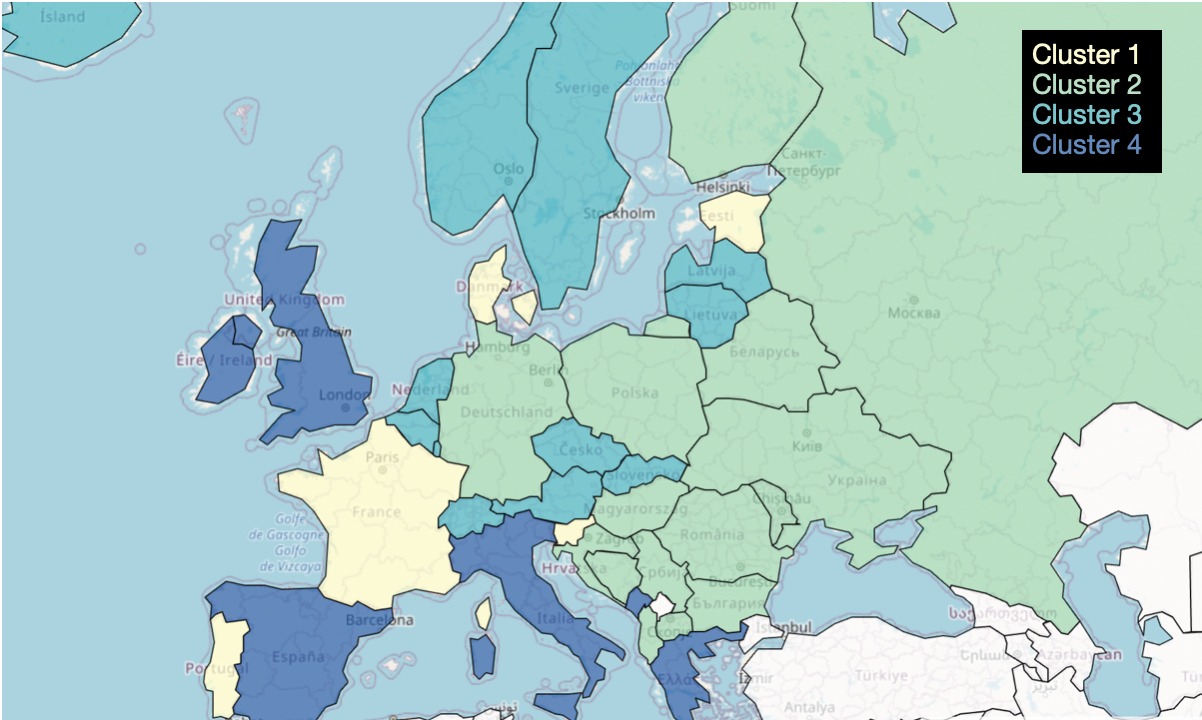 Ísland
Suomi
Cluster 1
Cluster 2
Cluster 3
Cluster 4
Pohjanlahti
Bottniska
viken
Sverige
Oslo
Санкт-
Петербург
Helsinki
Stockholm
Eesti
Latvija
Danmark
United Kingdom
Lietuva
Москва
Great Britain
Éire / Ireland
Hamburg
Беларусь
Berlin
Nederland
London
Polska
Deutschland
Paris
Česko
Київ
Slovensko
Україна
France
Chișinău
Magyarország
Golfe
de Gascogne
Golfo
de Vizcaya
România
Zagreb
Hrvatska
Србија
București
България
საქართველო
Barcelona
Italia
İstanbul
España
Azərbaycan
Portugal
Ελλάς
İzmir
Türkiye
تبريز
تونس
Antalya